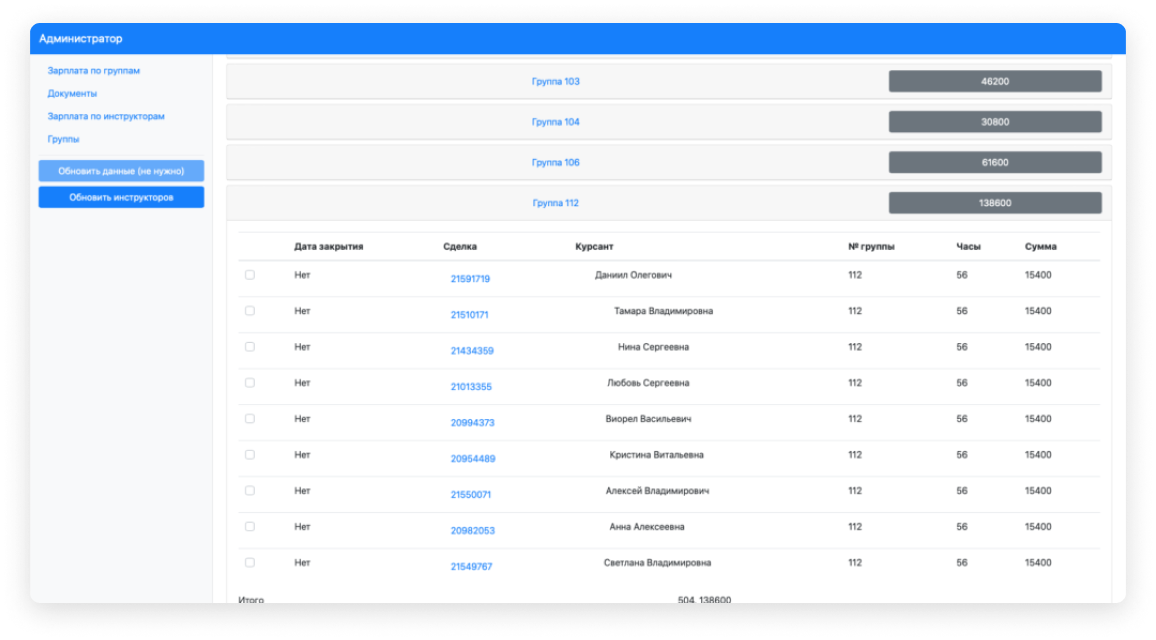 Администратор
Зарплата по группам
Документы
Зарплата по инструкторам
Группы
Обновить данные (не нужно)
Обновить инструкторов
Группа 103 46200
Группа 104 30800
Группа 106 61600
Группа 112 138600
Дата закрытия Сделка Курсант № группы Часы Сумма
Нет 21591719 Даниил Олегович 112 56 15400
Нет 21510171 Тамара Владимировна 112 56 15400
Нет 21434359 Нина Сергеевна 112 56 15400
Нет 21013355 Любовь Сергеевна 112 56 15400
Нет 20994373 Виорел Васильевич 112 56 15400
Нет 20954489 Кристина Витальевна 112 56 15400
Нет 21550071 Алексей Владимирович 112 56 15400
Нет 20982053 Анна Алексеевна 112 56 15400
Нет 21549767 Светлана Владимировна 112 56 15400
Итого 504, 138600